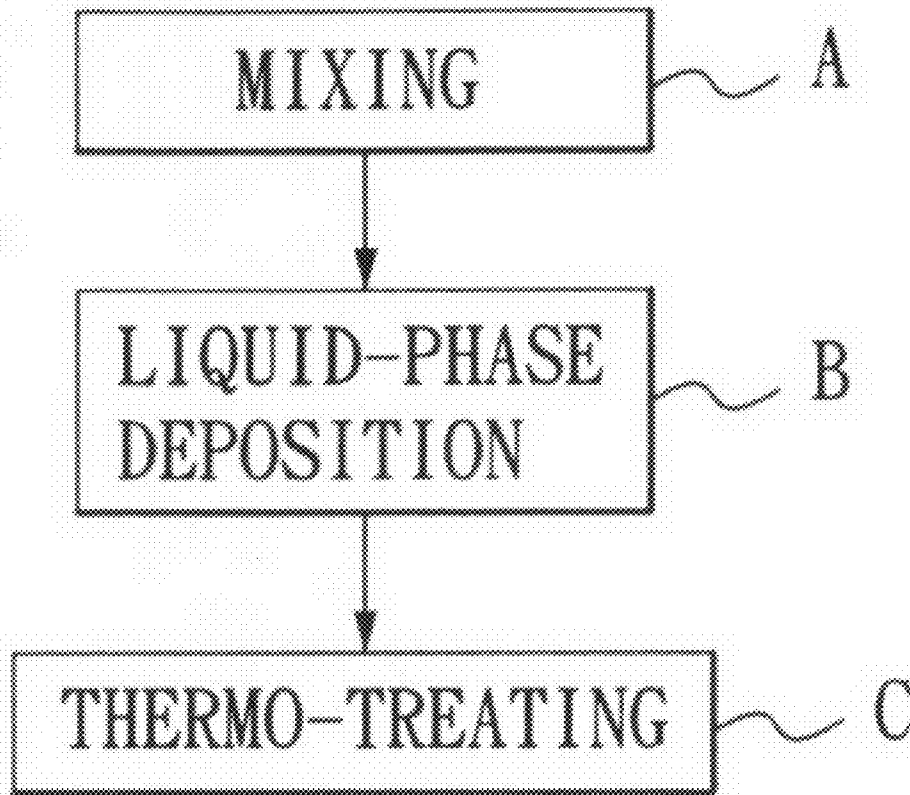 MIXING
A
LIQUID-PHASE
DEPOSITION
B
THERMO-TREATING
C